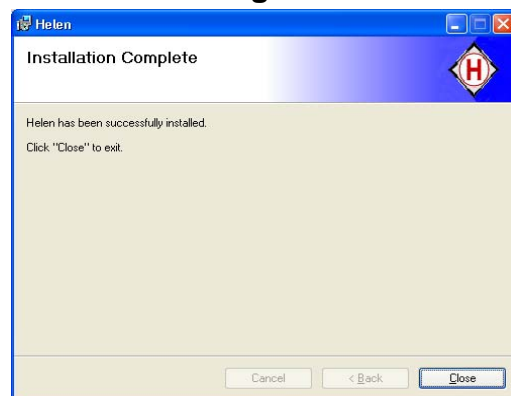 Helen
Installation Complete
H
Helen has been successfully installed.
Click "Close" to exit.
Cancel
< Back
Close